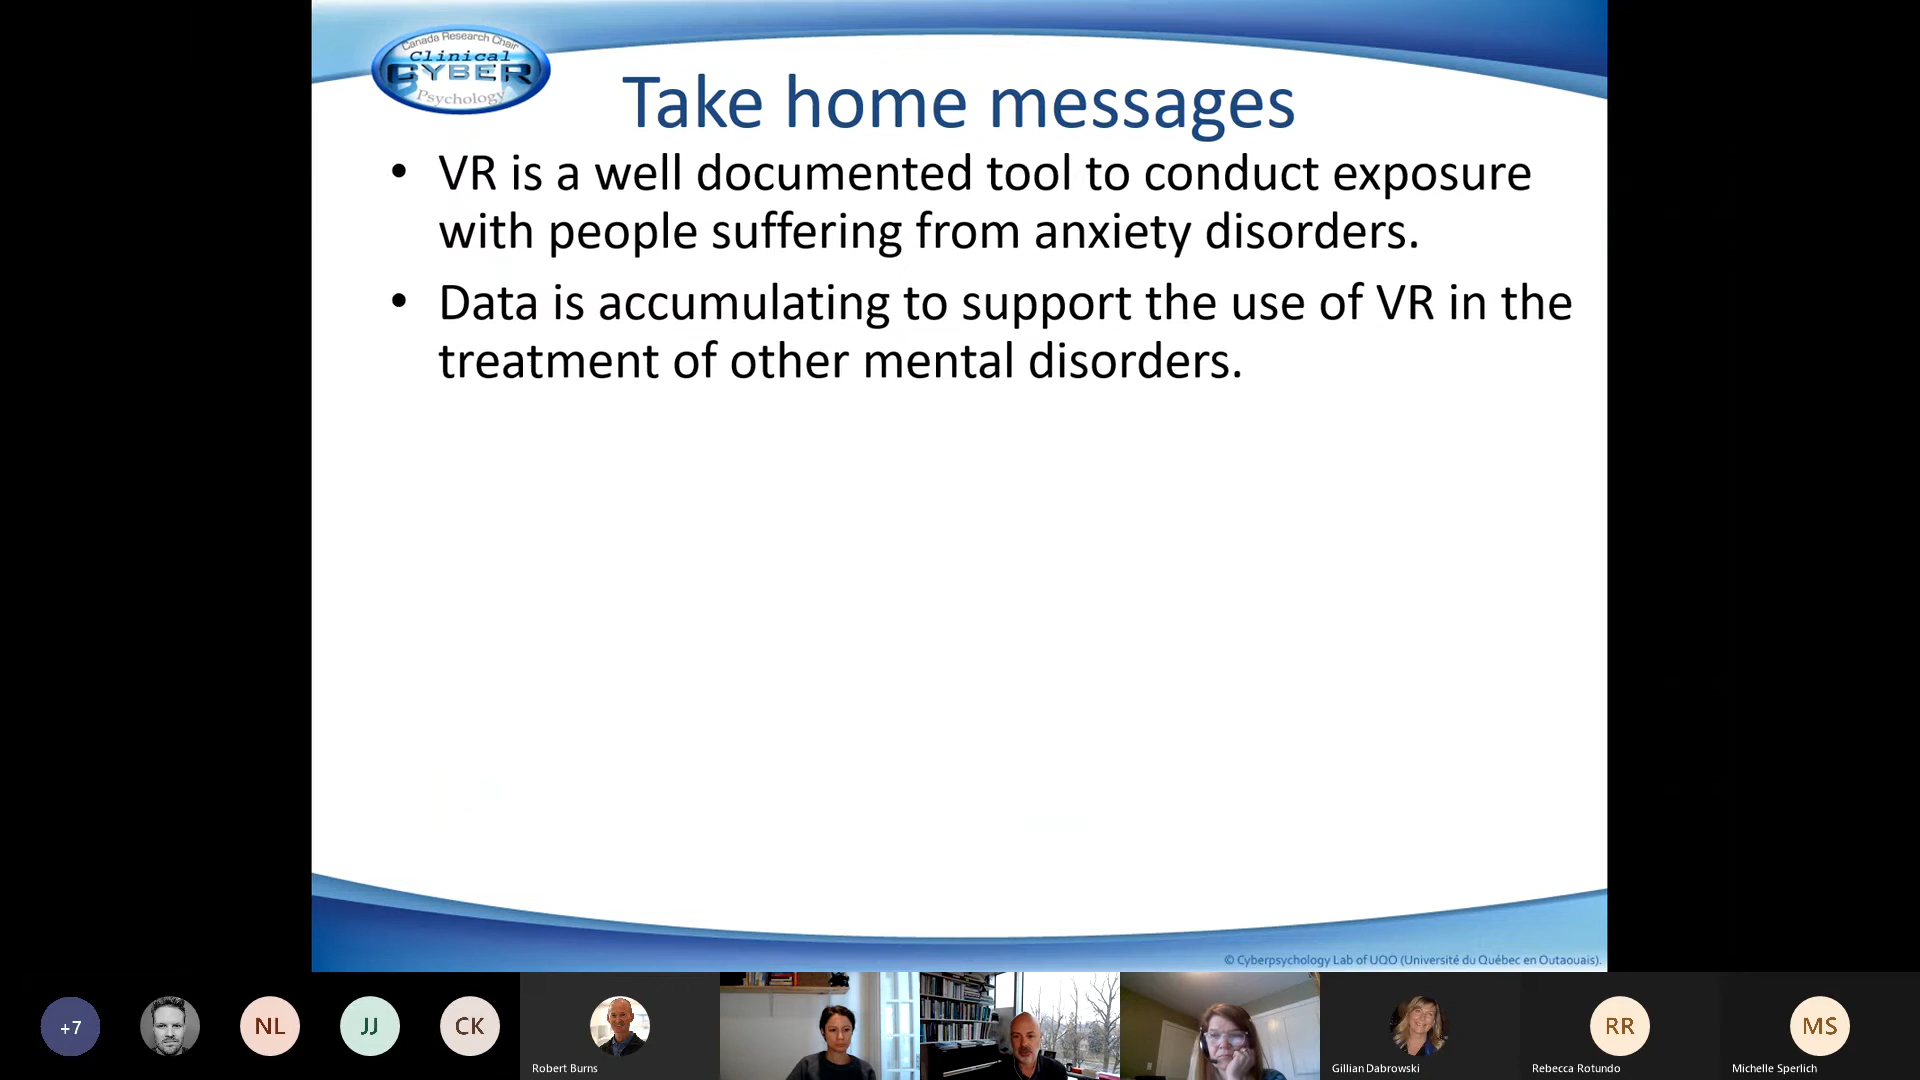 Canada Research Chair
Clinical
CYBER
Psychology
Take home messages
• VR is a well documented tool to conduct exposure
with people suffering from anxiety disorders.
• Data is accumulating to support the use of VR in the
treatment of other mental disorders.
© Cyberpsychology Lab of UQO (Université du Québec en Outaouais).
+7
NL
JJ
CK
RR
MS
Robert Burns
Gillian Dabrowski
Rebecca Rotundo
Michelle Sperlich